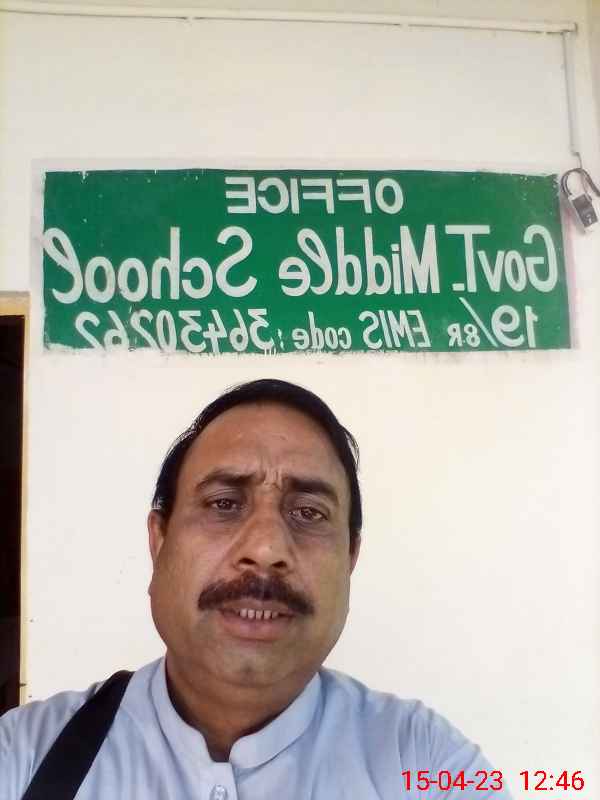 OFFICE
Govt. Middle School
19/8R EMIS code: 36430262
15-04-23 12:46